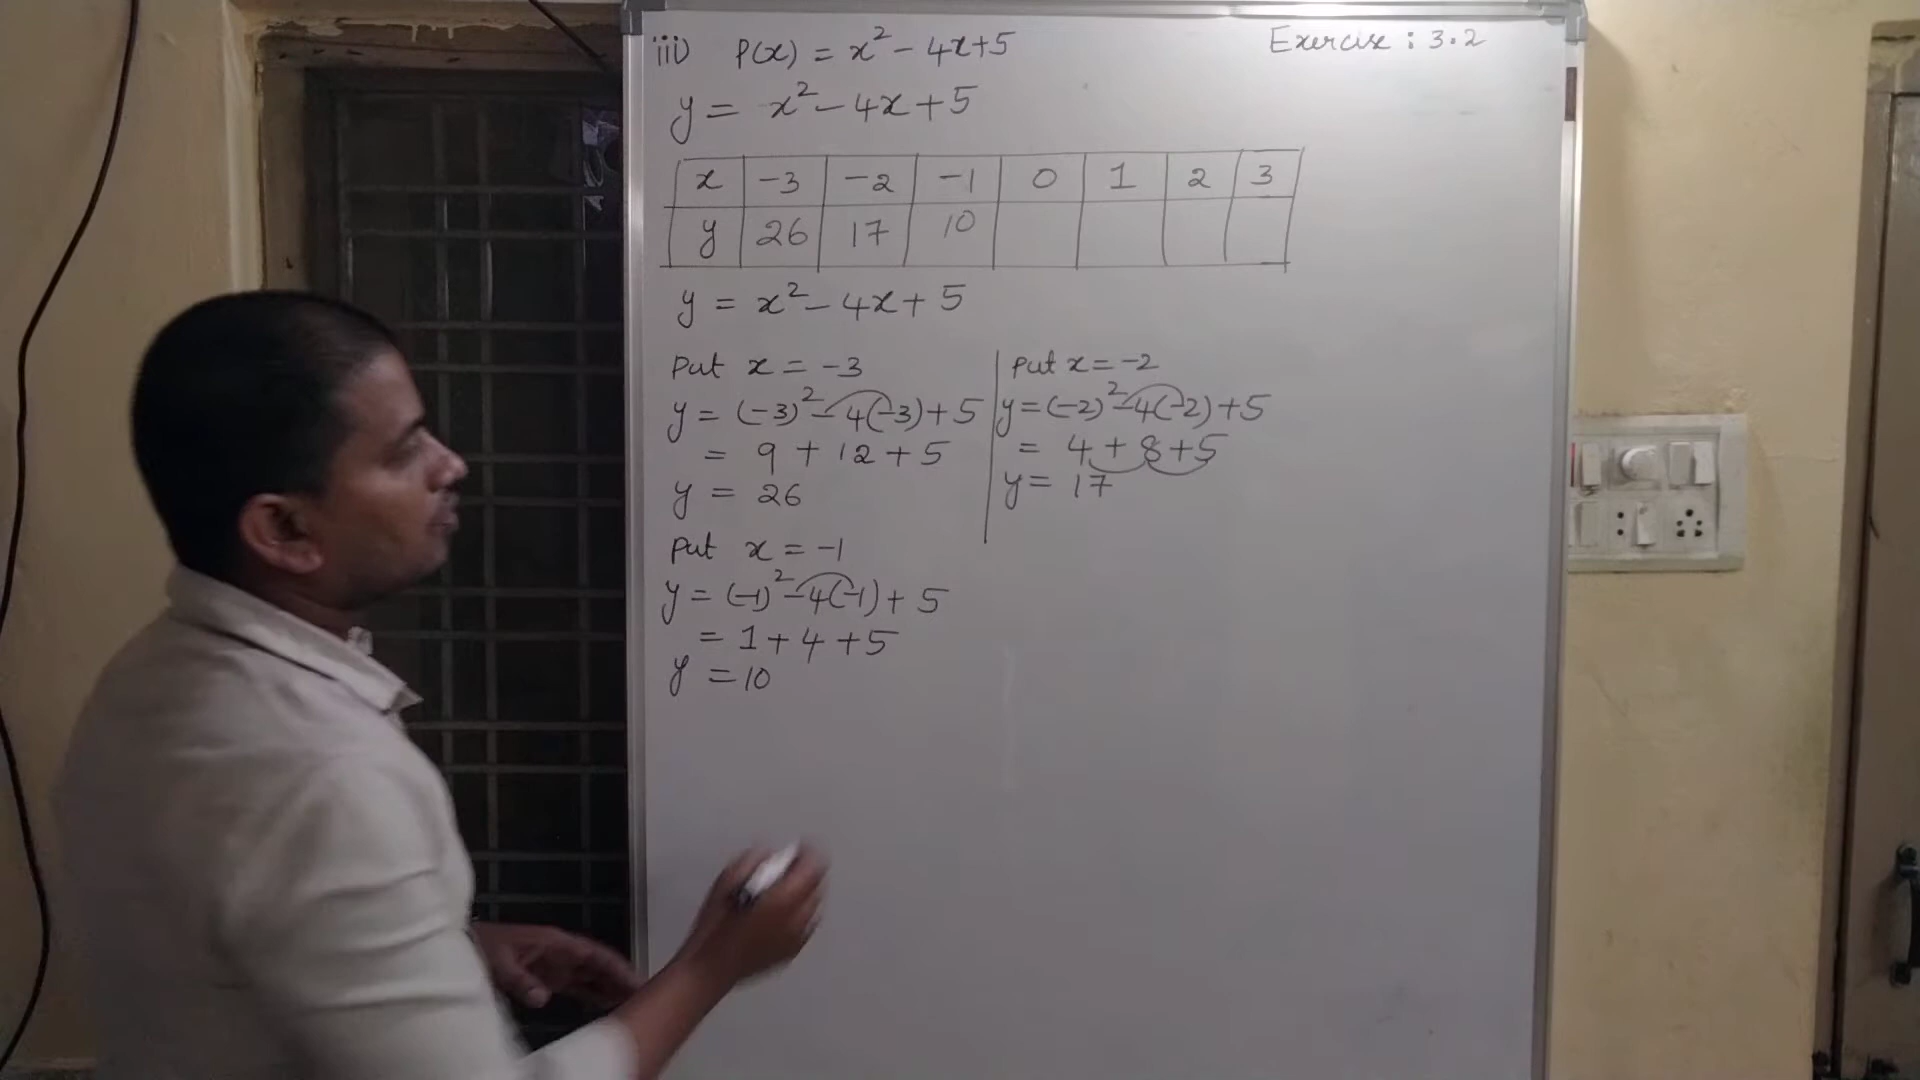 iii) P(x) = x² - 4x + 5
Exercise : 3.2
y = x² - 4x + 5
x -3 -2 -1 0 1 2 3
y 26 17 10
y = x² - 4x + 5
Put x = -3
y = (-3)² - 4(-3) + 5
= 9 + 12 + 5
y = 26
Put x = -2
y = (-2)² - 4(-2) + 5
= 4 + 8 + 5
y = 17
Put x = -1
y = (-1)² - 4(-1) + 5
= 1 + 4 + 5
y = 10